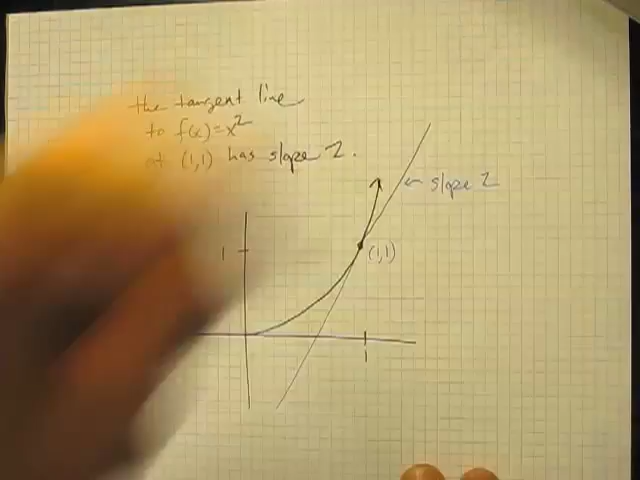 the tangent line
to f(x)=x²
at (1,1) has slope 2.
← slope 2
1
(1,1)
1